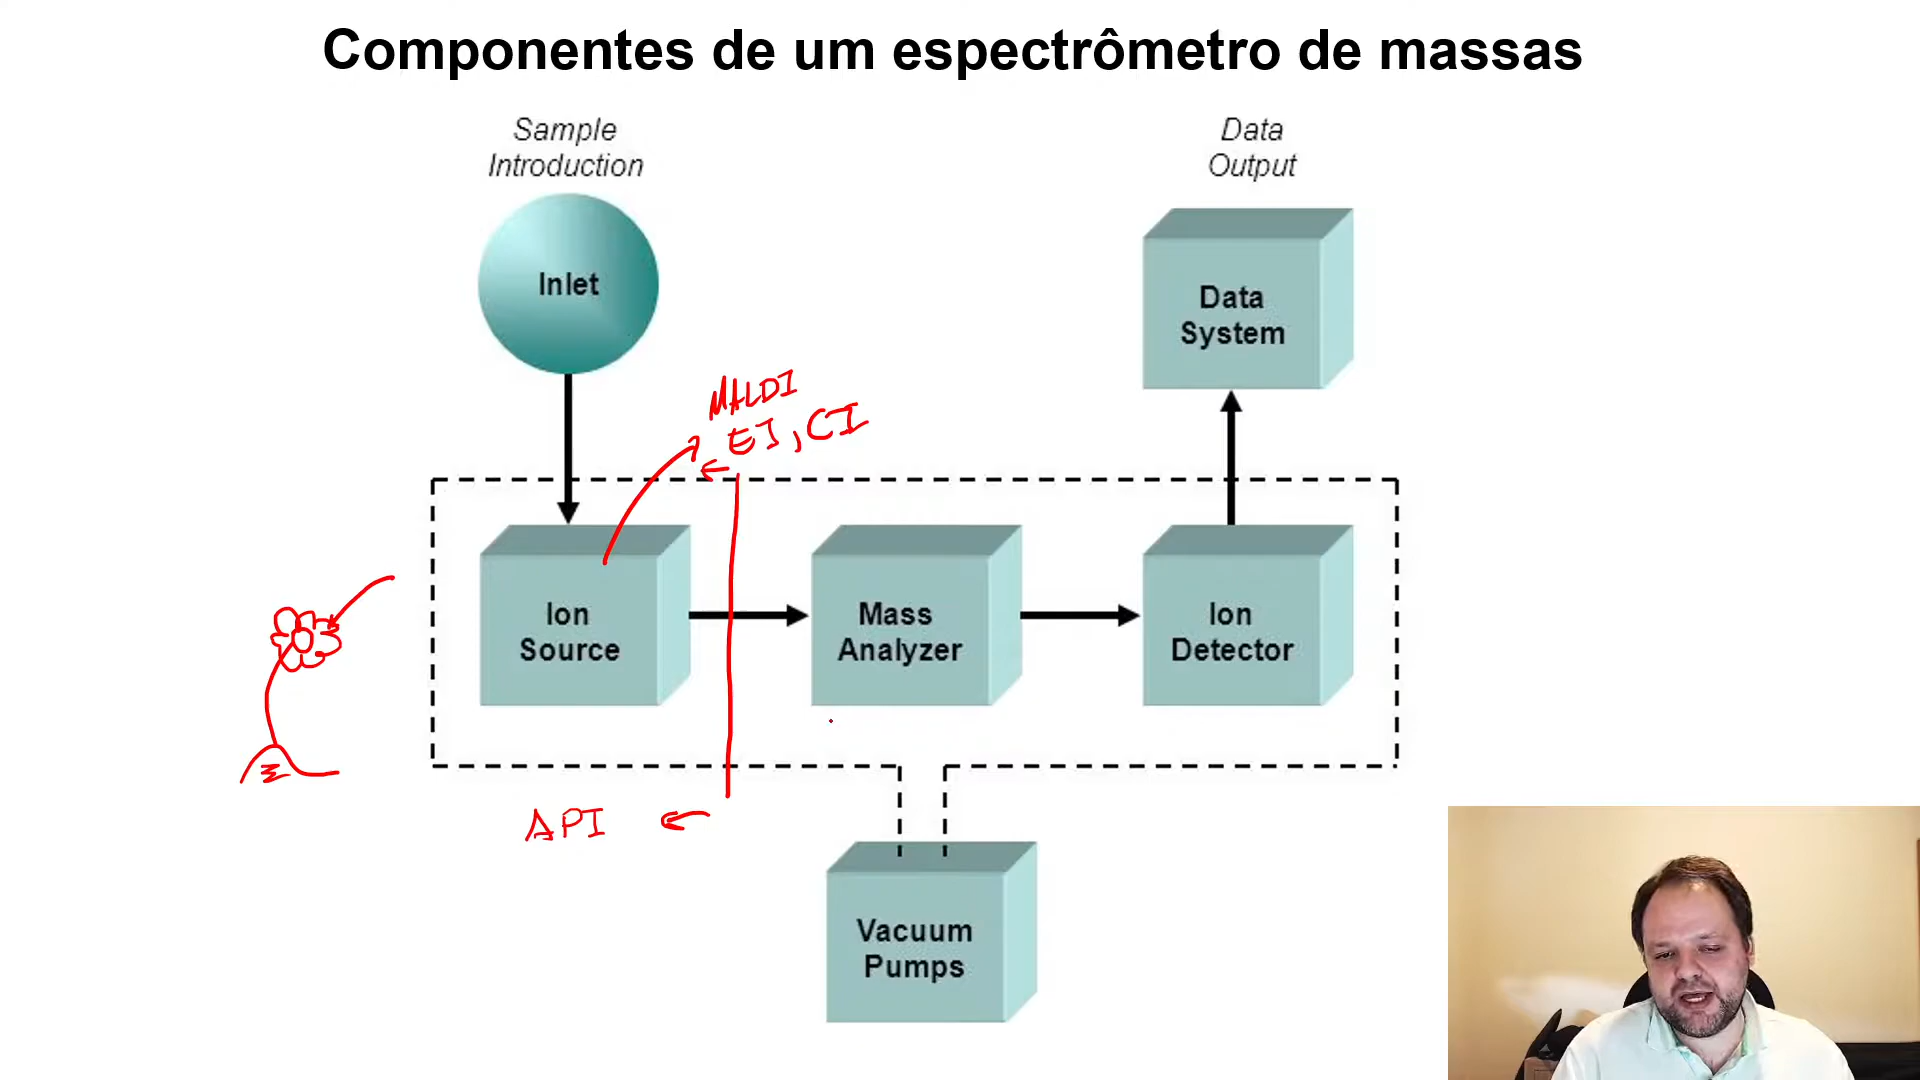 Componentes de um espectrômetro de massas
Sample
Introduction
Data
Output
Inlet
Data
System
MALDI
EI, CI
Ion
Source
Mass
Analyzer
Ion
Detector
API
Vacuum
Pumps